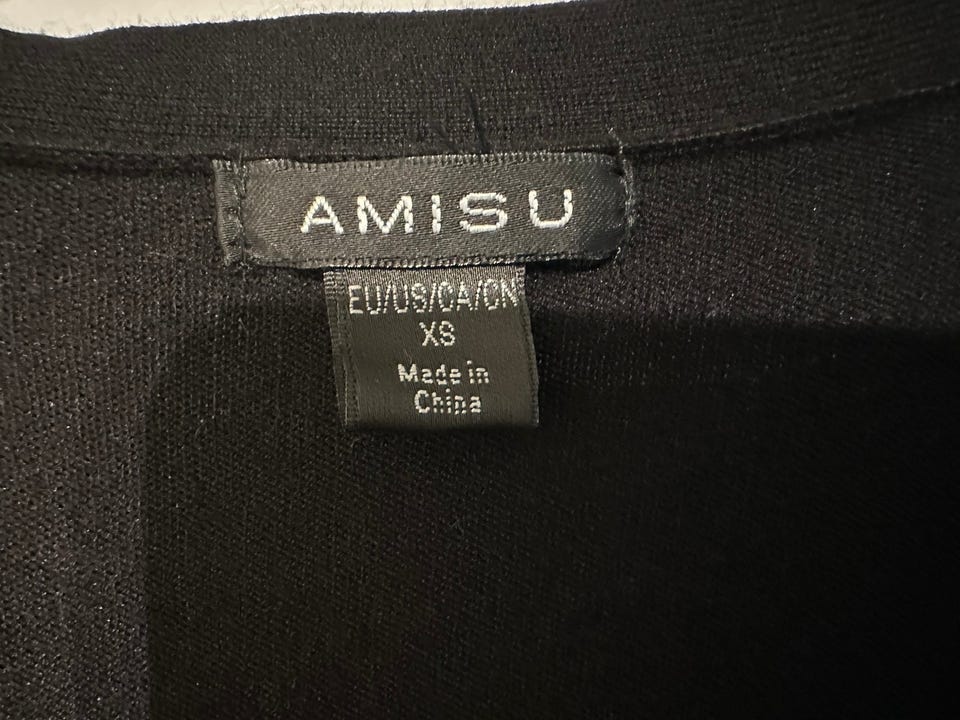 AMISU
EU/US/CA/CN
XS
Made in
China